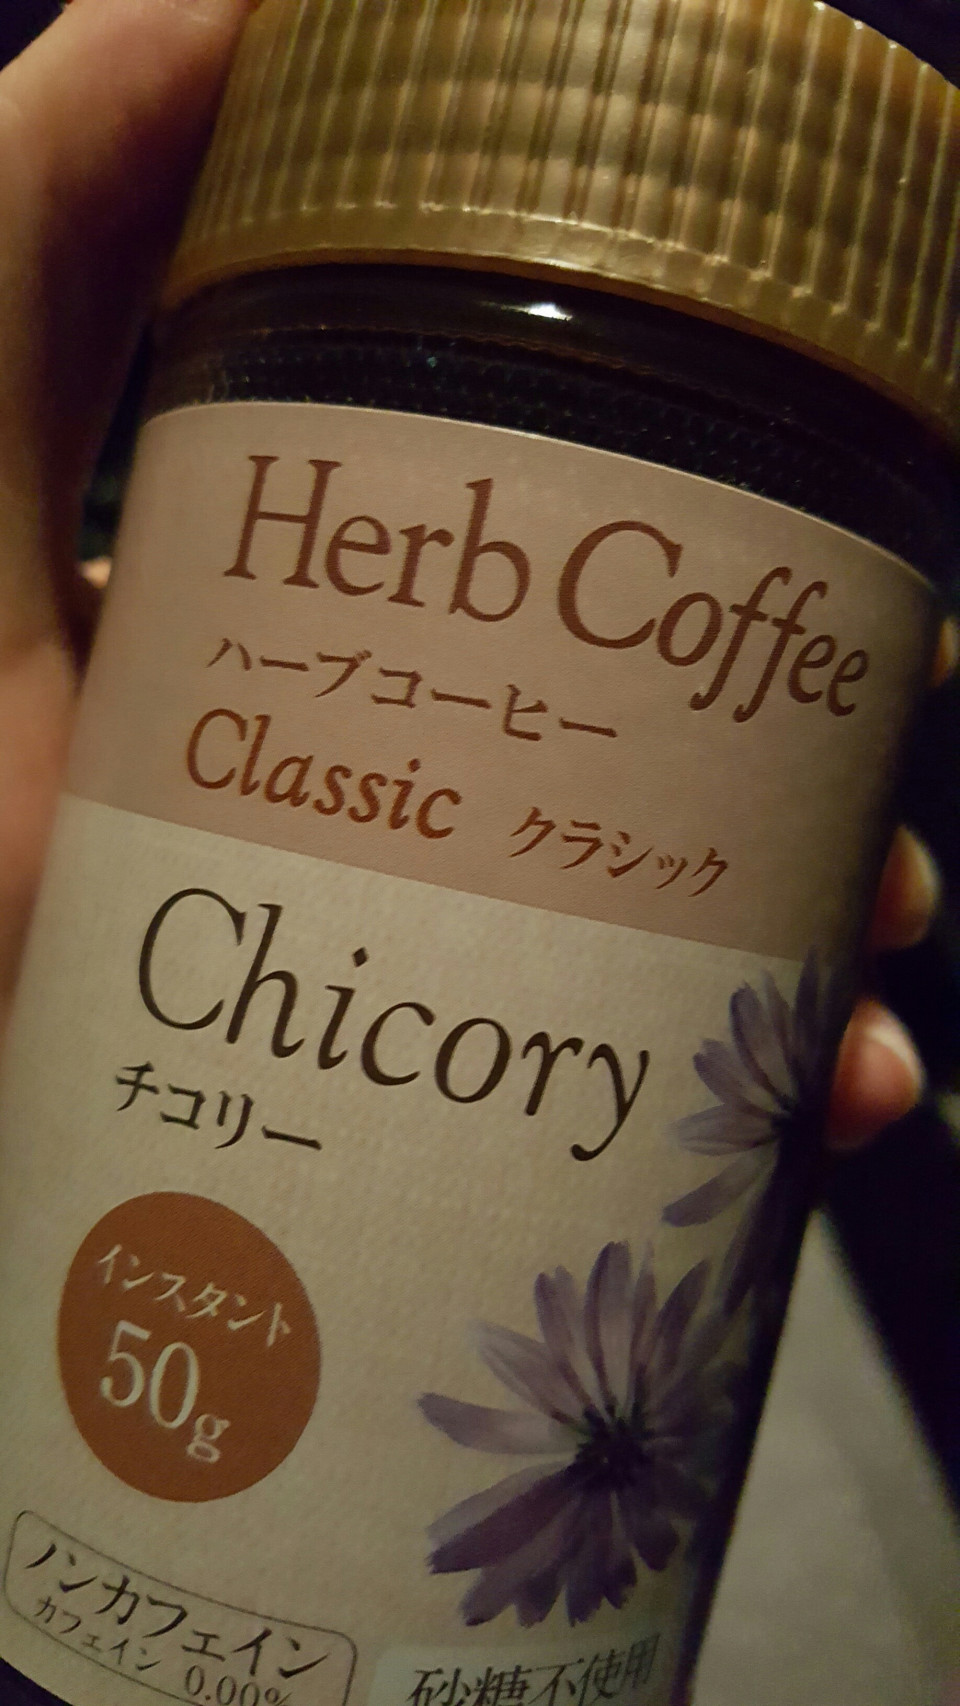 Herb Coffee
ハーブコーヒー
Classic クラシック
Chicory
チコリー
インスタント
50g
ノンカフェイン
カフェイン 0.00%
砂糖不使用